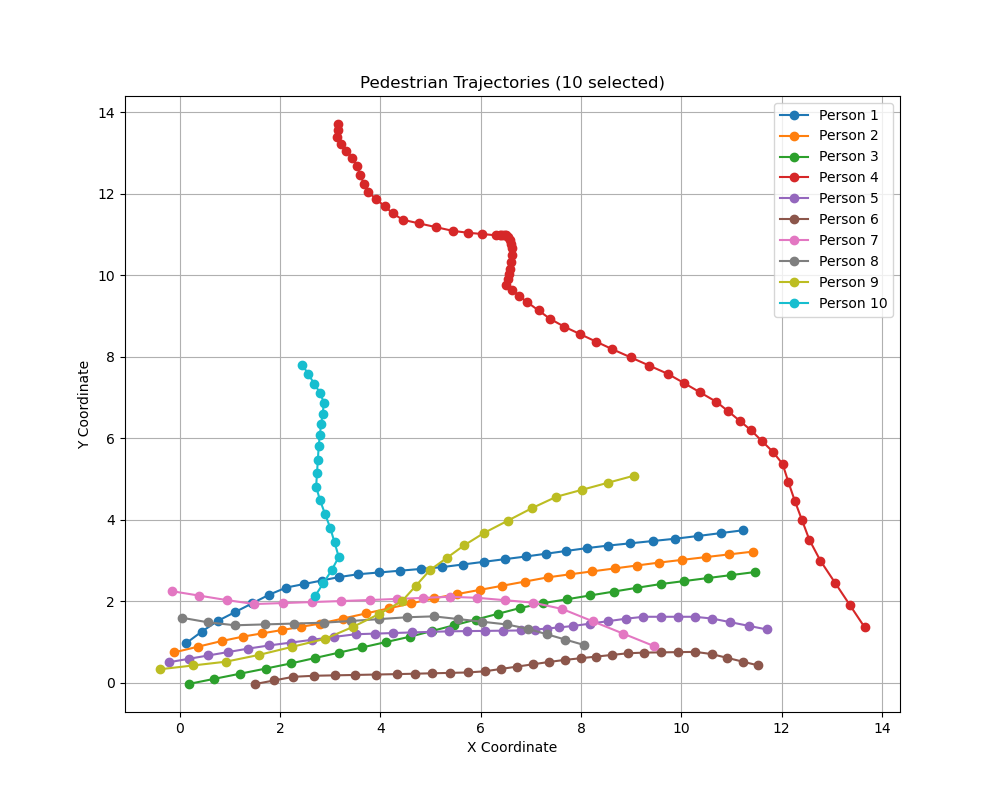 Pedestrian Trajectories (10 selected)
14
12
10
8
6
4
2
0
Y Coordinate
0 2 4 6 8 10 12 14
X Coordinate
Person 1
Person 2
Person 3
Person 4
Person 5
Person 6
Person 7
Person 8
Person 9
Person 10